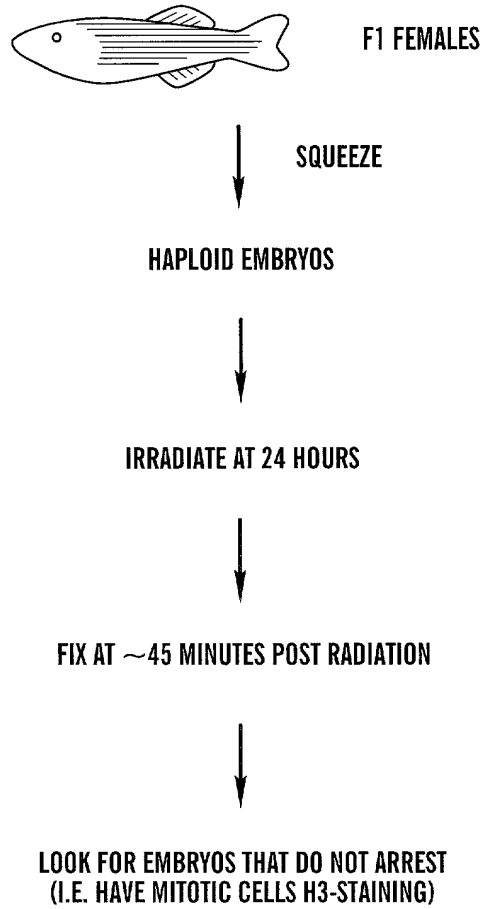 F1 FEMALES
SQUEEZE
HAPLOID EMBRYOS
IRRADIATE AT 24 HOURS
FIX AT ~45 MINUTES POST RADIATION
LOOK FOR EMBRYOS THAT DO NOT ARREST
(I.E. HAVE MITOTIC CELLS H3-STAINING)